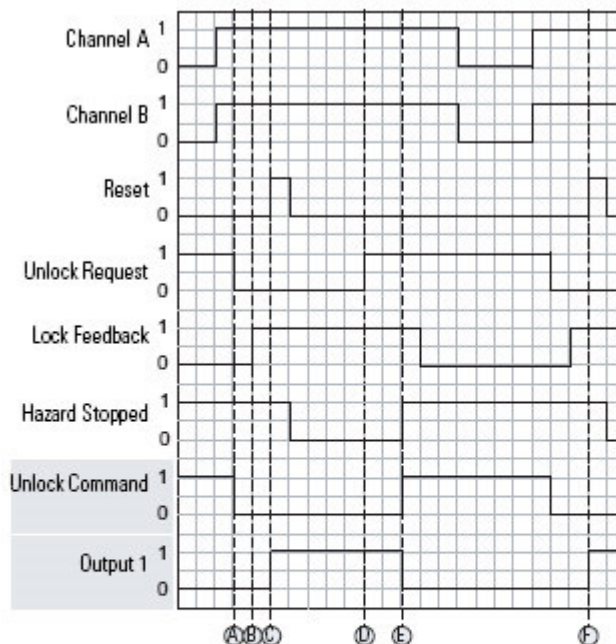 Channel A 1
0
Channel B 1
0
Reset 1
0
Unlock Request 1
0
Lock Feedback 1
0
Hazard Stopped 1
0
Unlock Command 1
0
Output 1 1
0
Ⓐ Ⓑ Ⓒ Ⓓ Ⓔ Ⓕ